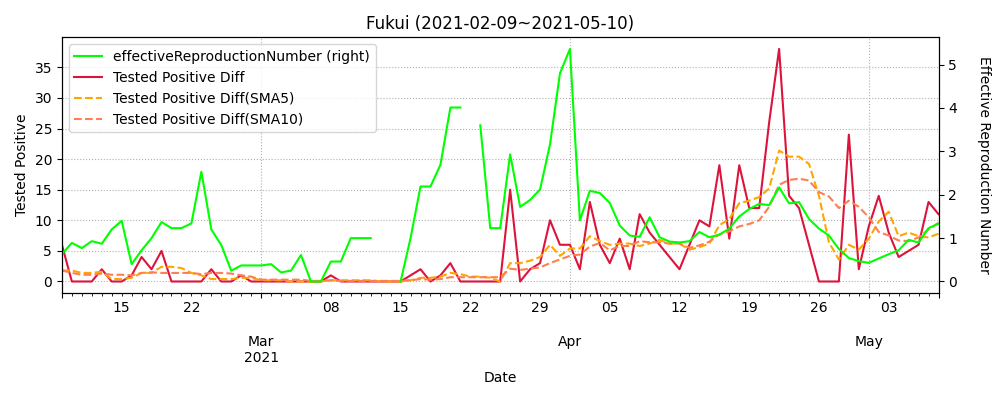 Fukui (2021-02-09~2021-05-10)
effectiveReproductionNumber (right)
Tested Positive Diff
Tested Positive Diff(SMA5)
Tested Positive Diff(SMA10)
Tested Positive
35
30
25
20
15
10
5
0
5
4
3
2
1
0
Effective Reproduction Number
15 22 08 15 22 29 05 12 19 26 03
Mar Apr May
2021
Date